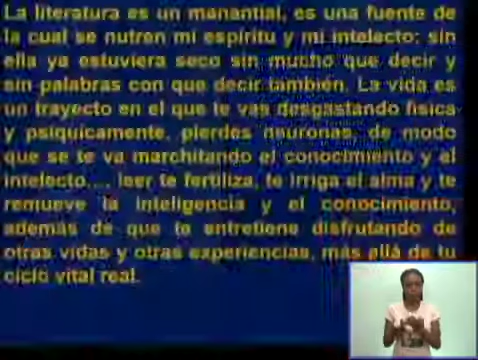 La literatura es un manantial, es una fuente de
la cual se nutren mi espíritu y mi intelecto; sin
ella ya estuviera seco sin mucho que decir y
sin palabras con que decir también. La vida es
un trayecto en el que te vas desgastando física
y psíquicamente, pierdes neuronas, de modo
que se te va marchitando el conocimiento y el
intelecto.... leer te fertiliza, te irriga el alma y te
remueve la inteligencia y el conocimiento,
además de que te entretiene disfrutando de
otras vidas y otras experiencias, más allá de tu
ciclo vital real.